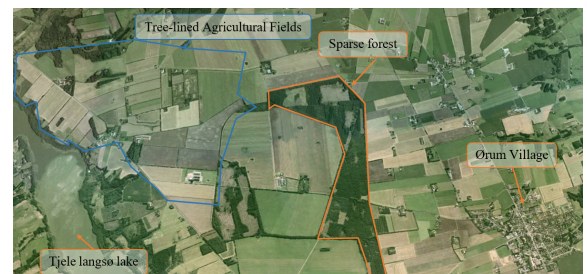 Tree-lined Agricultural Fields
Sparse forest
Ørum Village
Tjele langsø lake